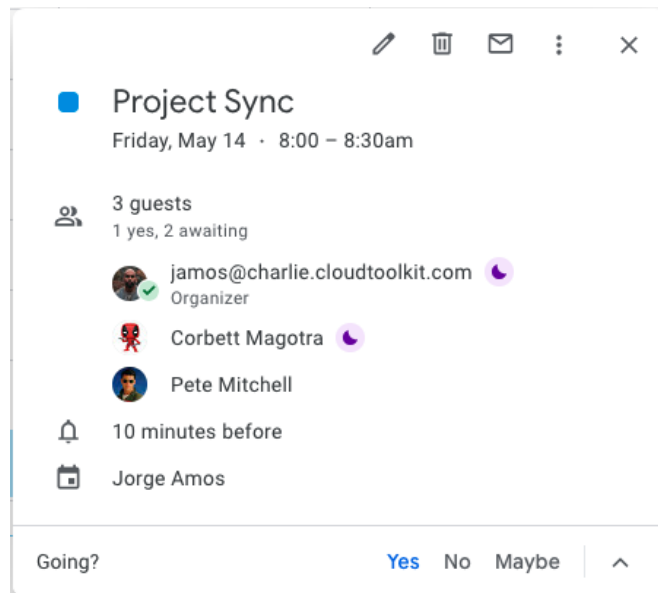 Project Sync
Friday, May 14 · 8:00 – 8:30am
3 guests
1 yes, 2 awaiting
jamos@charlie.cloudtoolkit.com
Organizer
Corbett Magotra
Pete Mitchell
10 minutes before
Jorge Amos
Going? Yes No Maybe